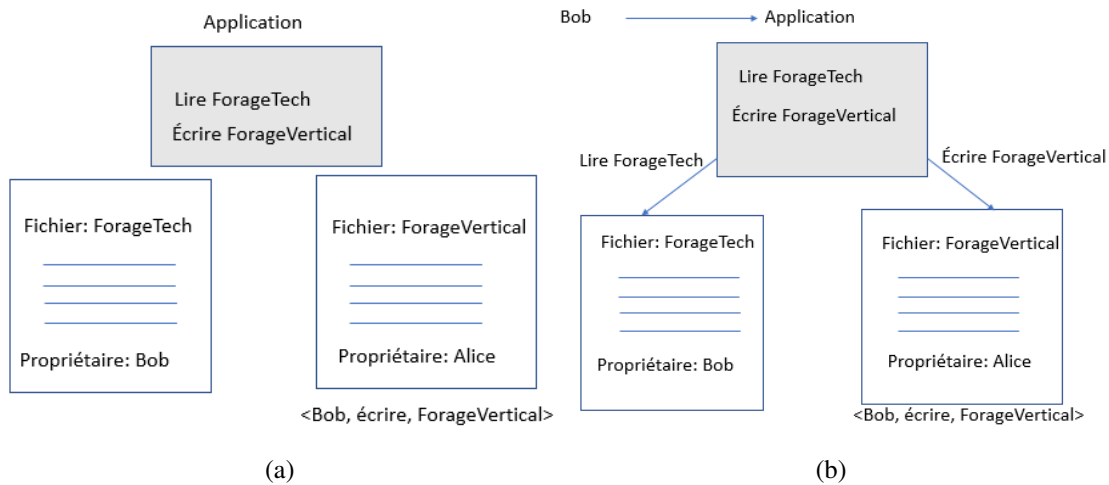 Application
Lire ForageTech
Écrire ForageVertical
Fichier: ForageTech
Propriétaire: Bob
Fichier: ForageVertical
Propriétaire: Alice
<Bob, écrire, ForageVertical>
(a)
Bob
Application
Lire ForageTech
Écrire ForageVertical
Lire ForageTech
Écrire ForageVertical
Fichier: ForageTech
Propriétaire: Bob
Fichier: ForageVertical
Propriétaire: Alice
<Bob, écrire, ForageVertical>
(b)